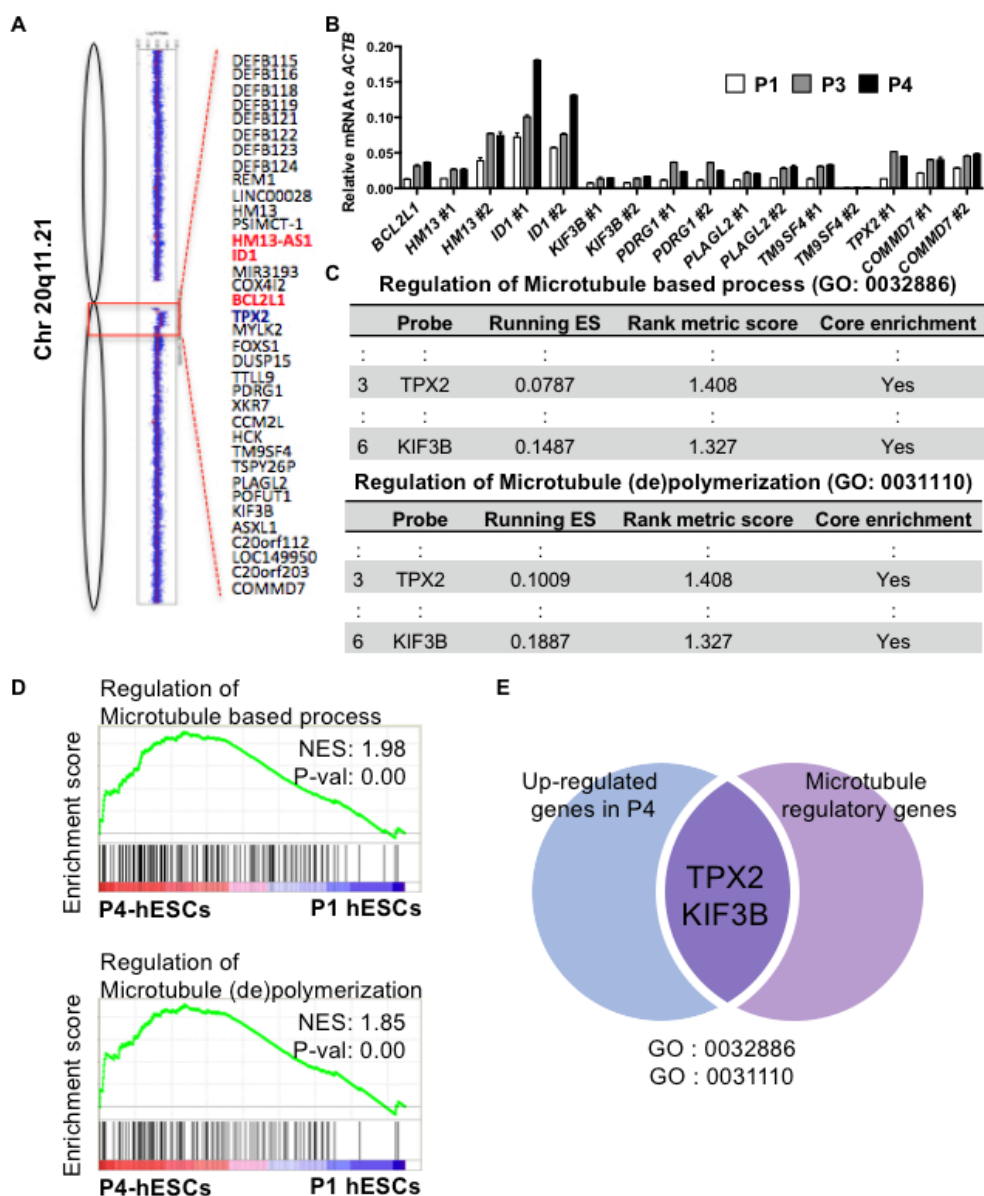 A
Chr 20q11.21
DEFB115
DEFB116
DEFB118
DEFB119
DEFB121
DEFB122
DEFB123
DEFB124
REM1
LINC00028
HM13
PSIMCT-1
HM13-AS1
ID1
MIR3193
COX4I2
BCL2L1
TPX2
MYLK2
FOXS1
DUSP15
TTLL9
PDRG1
XKR7
CCM2L
HCK
TM9SF4
TSPY26P
PLAGL2
POFUT1
KIF3B
ASXL1
C20orf112
LOC149950
C20orf203
COMMD7
B
Relative mRNA to ACTB
0.20
0.15
0.10
0.05
0.00
P1 P3 P4
BCL2L1
HM13 #1
HM13 #2
ID1 #1
ID1 #2
KIF3B #1
KIF3B #2
PDRG1 #1
PDRG1 #2
PLAGL2 #1
PLAGL2 #2
TM9SF4 #1
TM9SF4 #2
TPX2 #1
COMMD7 #1
COMMD7 #2
C
Regulation of Microtubule based process (GO: 0032886)
Probe Running ES Rank metric score Core enrichment
: : : : :
3 TPX2 0.0787 1.408 Yes
: : : : :
6 KIF3B 0.1487 1.327 Yes
Regulation of Microtubule (de)polymerization (GO: 0031110)
Probe Running ES Rank metric score Core enrichment
: : : : :
3 TPX2 0.1009 1.408 Yes
: : : : :
6 KIF3B 0.1887 1.327 Yes
D
Regulation of
Microtubule based process
NES: 1.98
P-val: 0.00
Enrichment score
P4-hESCs P1 hESCs
Regulation of
Microtubule (de)polymerization
NES: 1.85
P-val: 0.00
Enrichment score
P4-hESCs P1 hESCs
E
Up-regulated
genes in P4
Microtubule
regulatory genes
TPX2
KIF3B
GO : 0032886
GO : 0031110